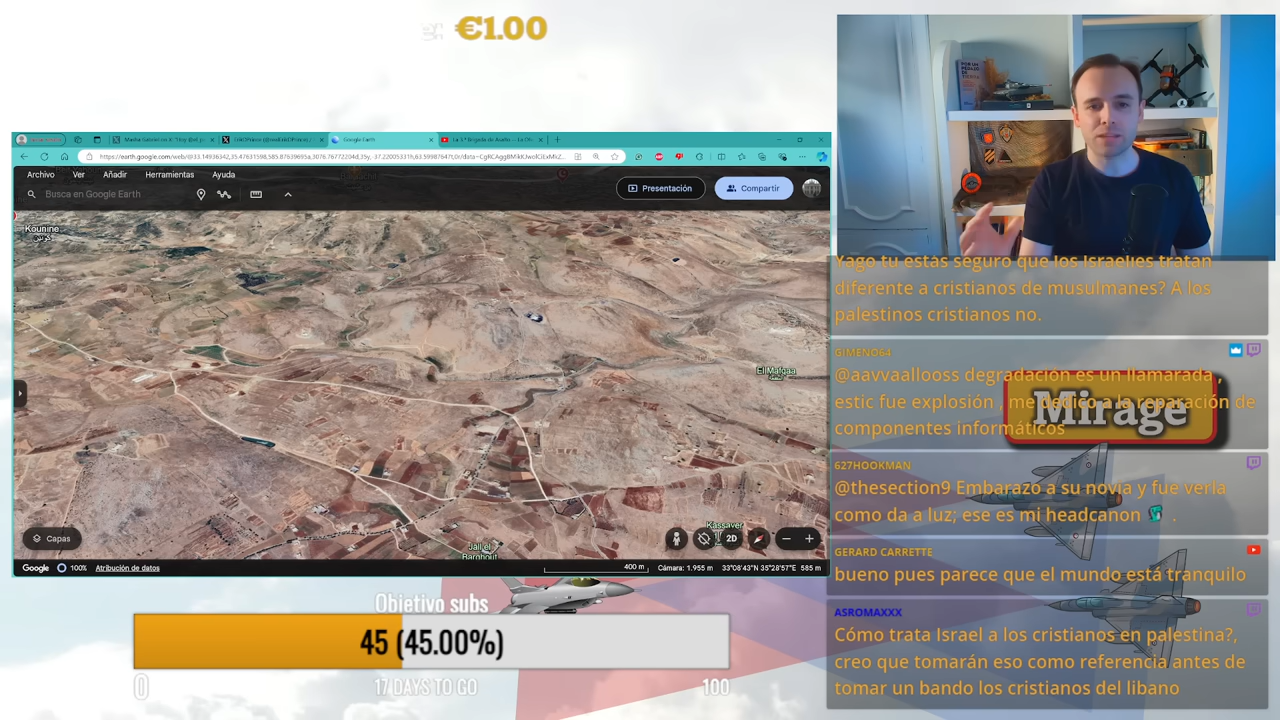 €1.00
Google Earth
Archivo Ver Añadir Herramientas Ayuda
Busca en Google Earth
Presentación
Compartir
Kounine
كونين
El Mafqaa
Kassaver
Jall el
Barghout
Capas
2D
Google 100% Atribución de datos
400 m Cámara: 1.955 m 33°08'43"N 35°28'57"E 585 m
Objetivo subs
45 (45.00%)
0 17 DAYS TO GO 100
Yago tu estás seguro que los israelíes tratan
diferente a cristianos de musulmanes? A los
palestinos cristianos no.
GIMENO64
@aavvaallooss degradación es un llamarada ,
estic fue explosión , me dedico a la reparación de
componentes informáticos
Mirage
627HOOKMAN
@thesection9 Embarazo a su novia y fue verla
como da a luz; ese es mi headcanon .
GERARD CARRETTE
bueno pues parece que el mundo está tranquilo
ASROMAXXX
Cómo trata Israel a los cristianos en palestina?,
creo que tomarán eso como referencia antes de
tomar un bando los cristianos del libano